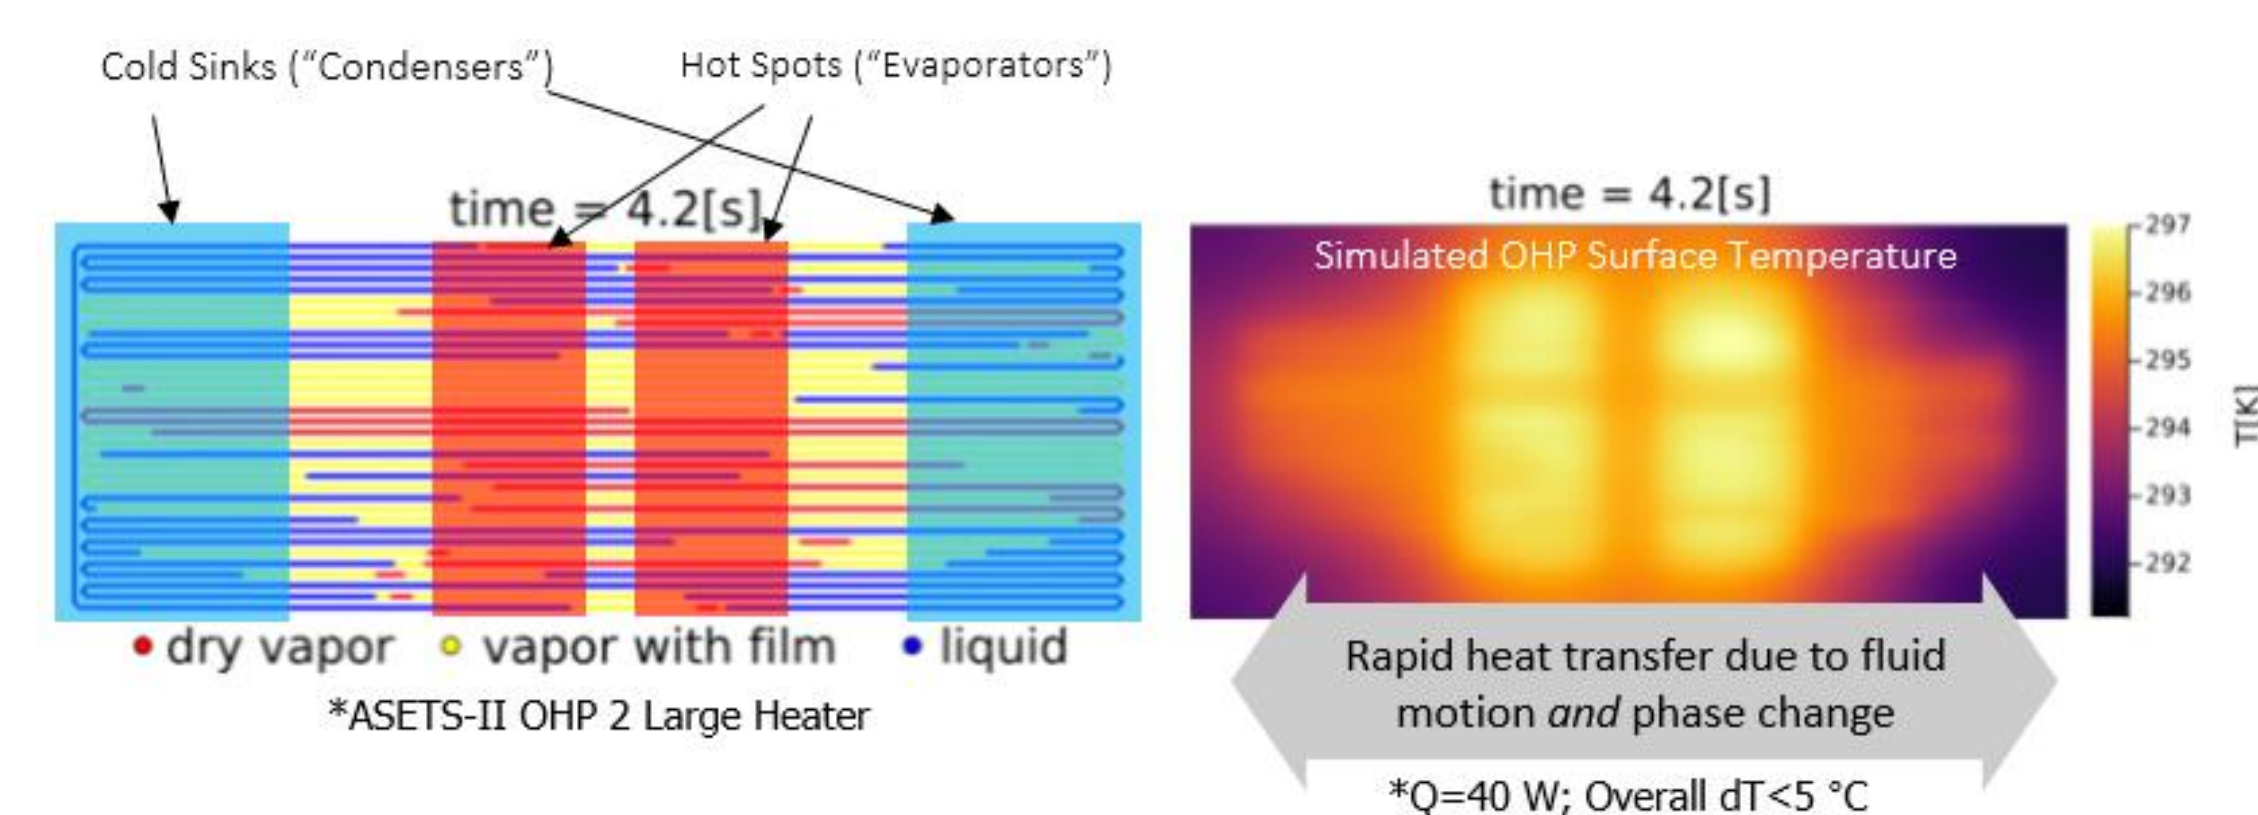 Cold Sinks (“Condensers”)
Hot Spots (“Evaporators”)
time = 4.2[s]
dry vapor
vapor with film
liquid
*ASETS-II OHP 2 Large Heater
time = 4.2[s]
Simulated OHP Surface Temperature
297
296
295
294
293
292
T[K]
Rapid heat transfer due to fluid
motion and phase change
*Q=40 W; Overall dT<5 °C